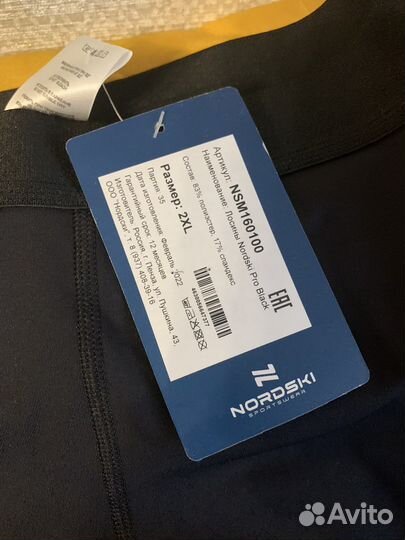 Артикул: NSM160100
Наименование: Лосины Nordski Pro Black
Состав: 83% полиэстер, 17% спандекс
Размер: 2XL
Партия: 35
Дата изготовления: Февраль 2022
Гарантийный срок: 12 месяцев
Изготовитель: Россия, г. Пенза, ул. Пушкина, 43,
ООО "Нордски", т. 8 (937) 408-39-16
4630086647377
EAC
NORDSKI
SPORTSWEAR
Avito